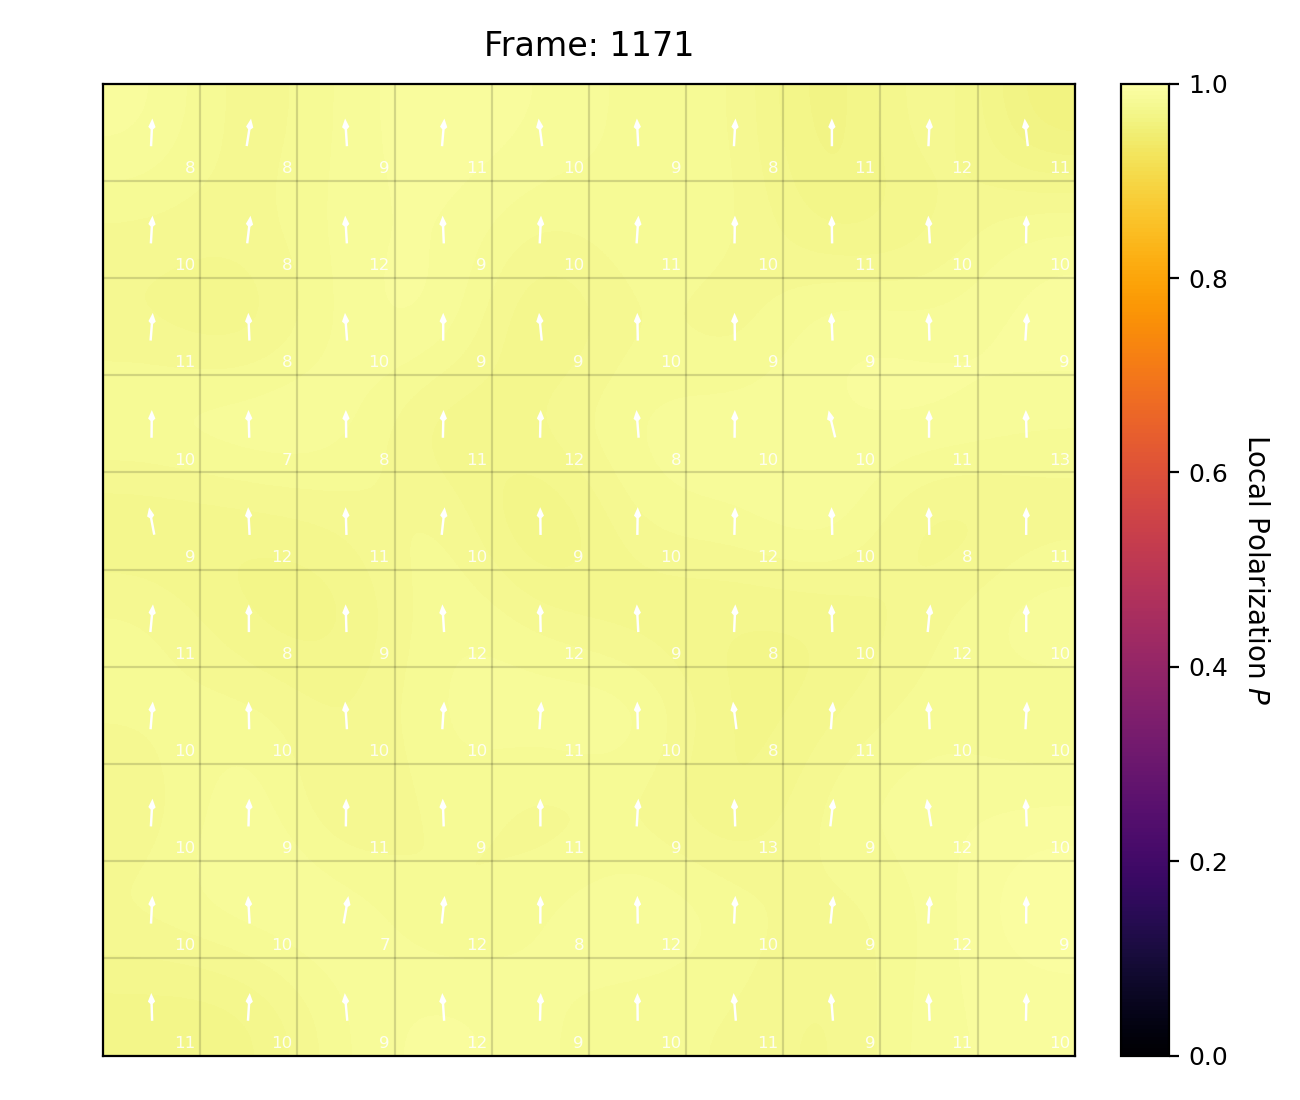 Frame: 1171
8 8 9 11 10 9 8 11 12 11
10 8 12 9 10 11 10 11 10 10
11 8 10 9 9 10 9 9 11 9
10 7 8 11 12 8 10 10 11 13
9 12 11 10 9 10 12 10 8 11
11 8 9 12 12 9 8 10 12 10
10 10 10 10 11 10 8 11 10 10
10 9 11 9 11 9 13 9 12 10
10 10 7 12 8 12 10 9 12 9
11 10 9 12 9 10 11 9 11 10
1.0
0.8
0.6
0.4
0.2
0.0
Local Polarization P